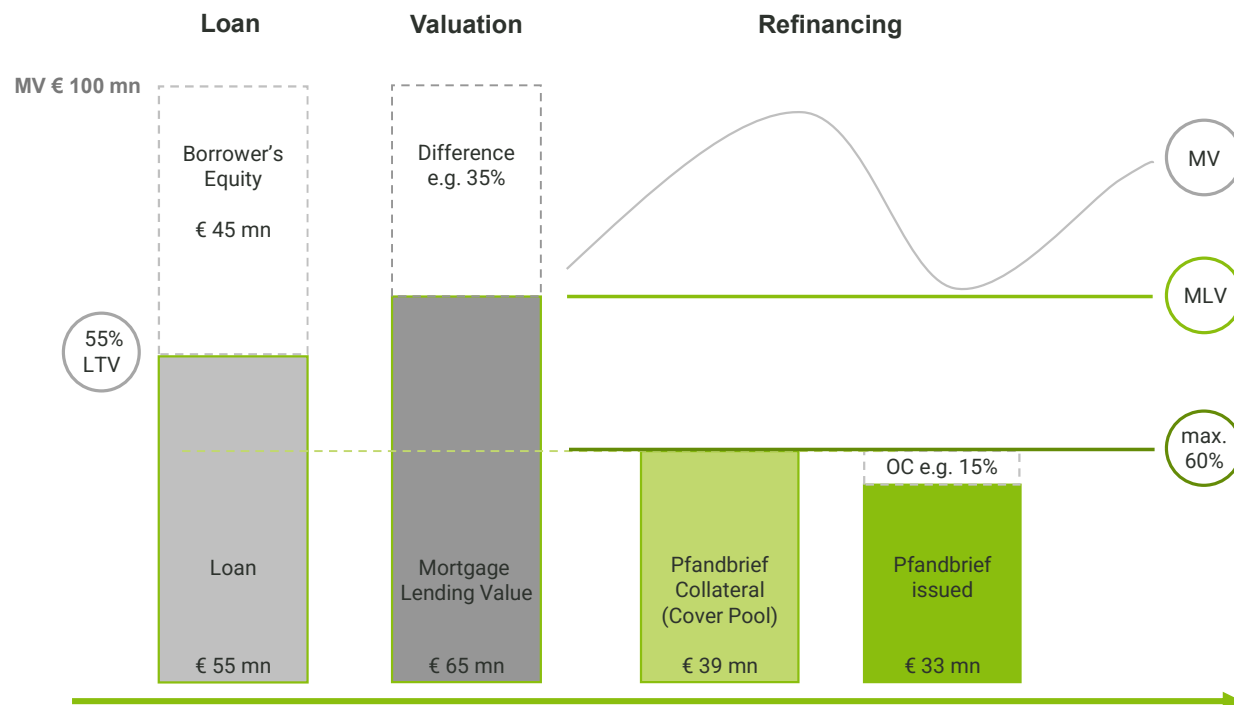 Loan
Valuation
Refinancing
MV € 100 mn
Borrower's
Equity
€ 45 mn
Difference
e.g. 35%
MV
MLV
55%
LTV
max.
60%
OC e.g. 15%
Loan
€ 55 mn
Mortgage
Lending Value
€ 65 mn
Pfandbrief
Collateral
(Cover Pool)
€ 39 mn
Pfandbrief
issued
€ 33 mn